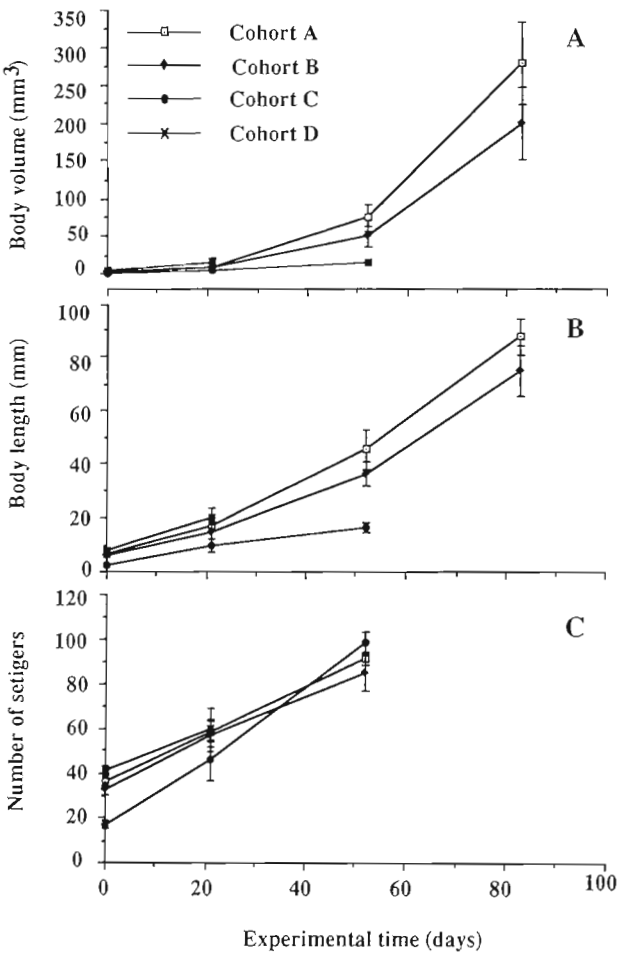 350
300
250
200
150
100
50
0
Body volume (mm3)
Cohort A
Cohort B
Cohort C
Cohort D
A
100
80
60
40
20
0
Body length (mm)
B
120
100
80
60
40
20
0
Number of setigers
C
0 20 40 60 80 100
Experimental time (days)